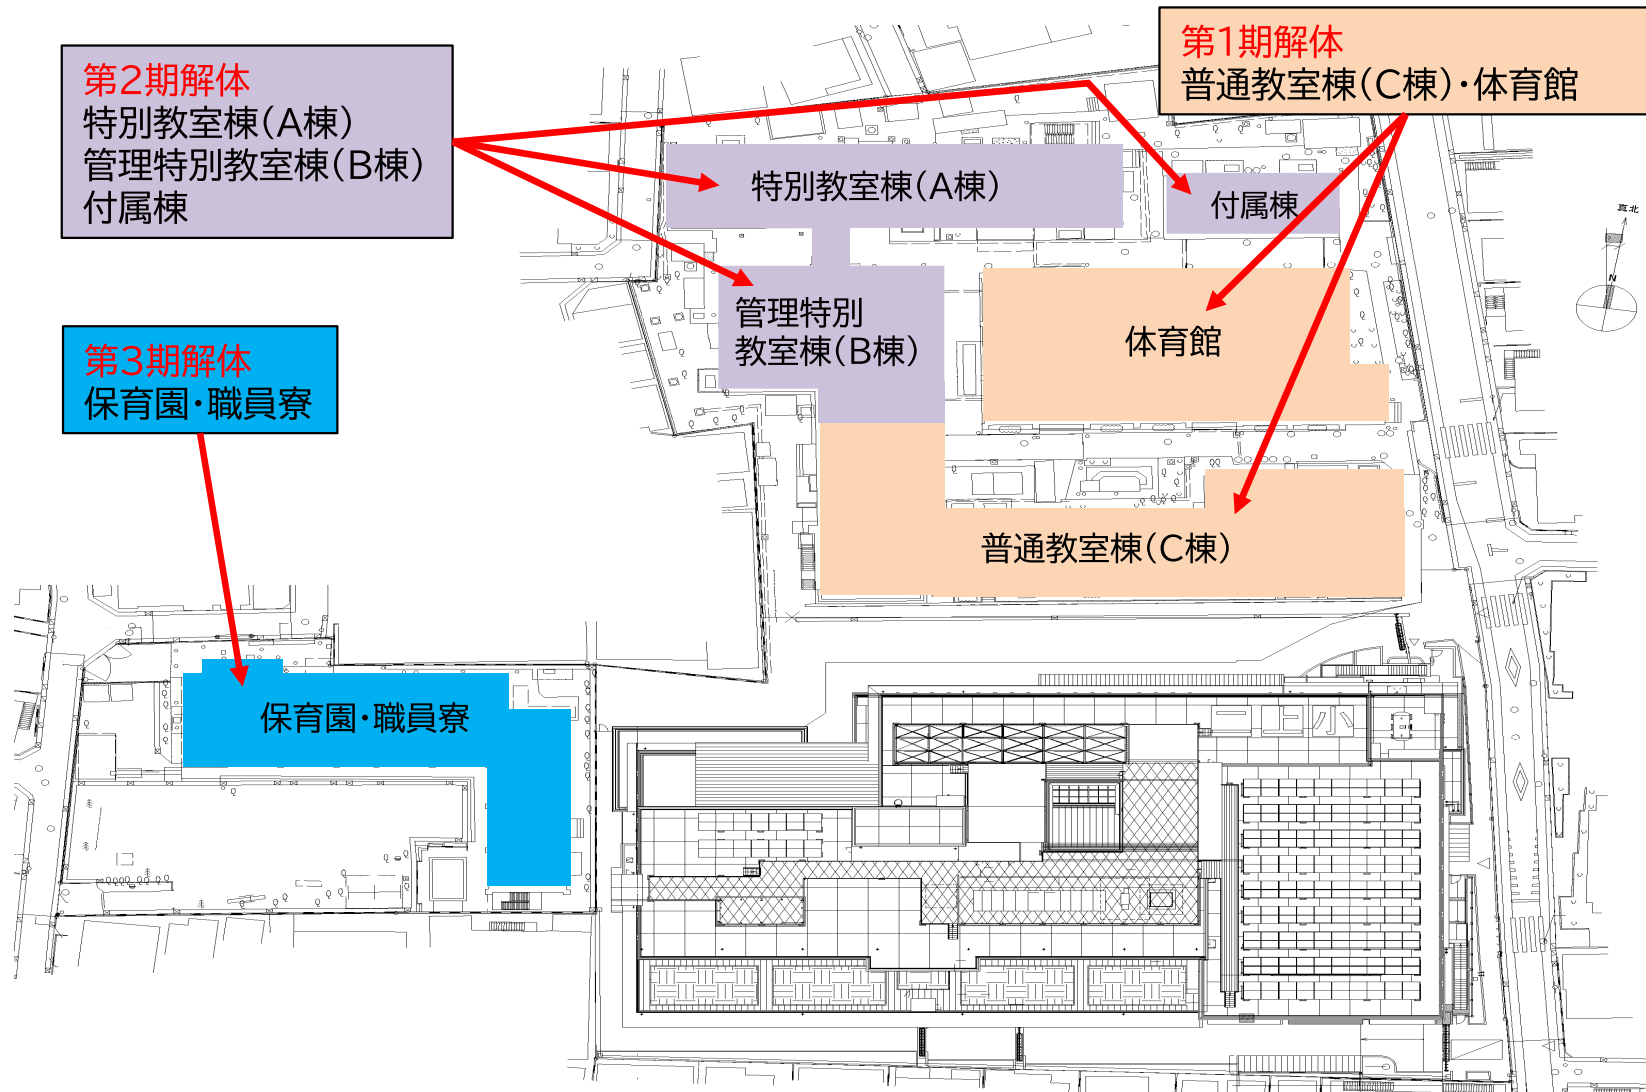 第2期解体
特別教室棟(A棟)
管理特別教室棟(B棟)
付属棟
第1期解体
普通教室棟(C棟)・体育館
特別教室棟(A棟)
付属棟
真北
N
管理特別
教室棟(B棟)
体育館
第3期解体
保育園・職員寮
普通教室棟(C棟)
保育園・職員寮
二上小